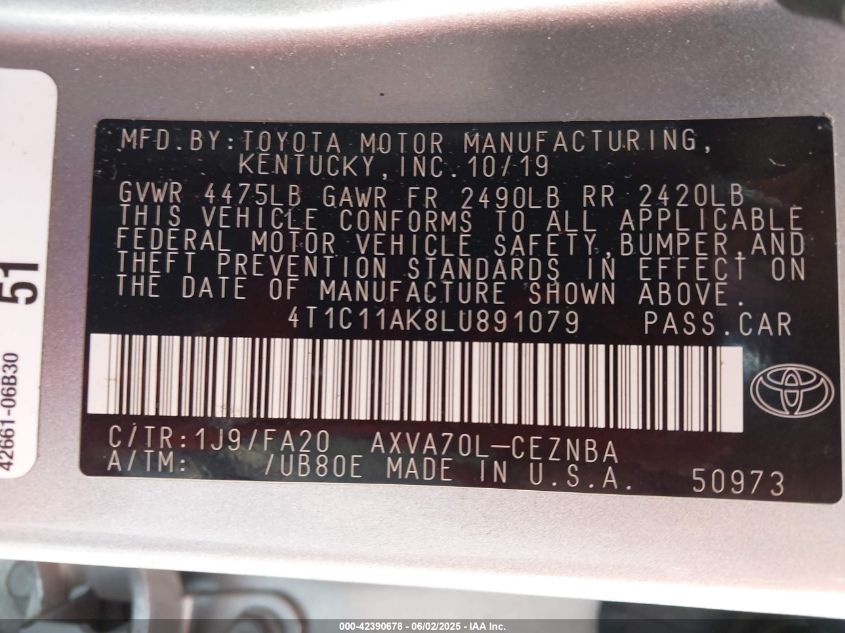 MFD.BY:TOYOTA MOTOR MANUFACTURING,
KENTUCKY, INC. 10/19
GVWR 4475LB GAWR FR 2490LB RR 2420LB
THIS VEHICLE CONFORMS TO ALL APPLICABLE
FEDERAL MOTOR VEHICLE SAFETY,BUMPER,AND
THEFT PREVENTION STANDARDS IN EFFECT ON
THE DATE OF MANUFACTURE SHOWN ABOVE.
4T1C11AK8LU891079 PASS.CAR
C/TR:1J9/FA20 AXVA70L-CEZNBA
A/TM: /UB80E MADE IN U.S.A. 50973
51
42661-06B30
000-42390678 - 06/02/2025 - IAA Inc.